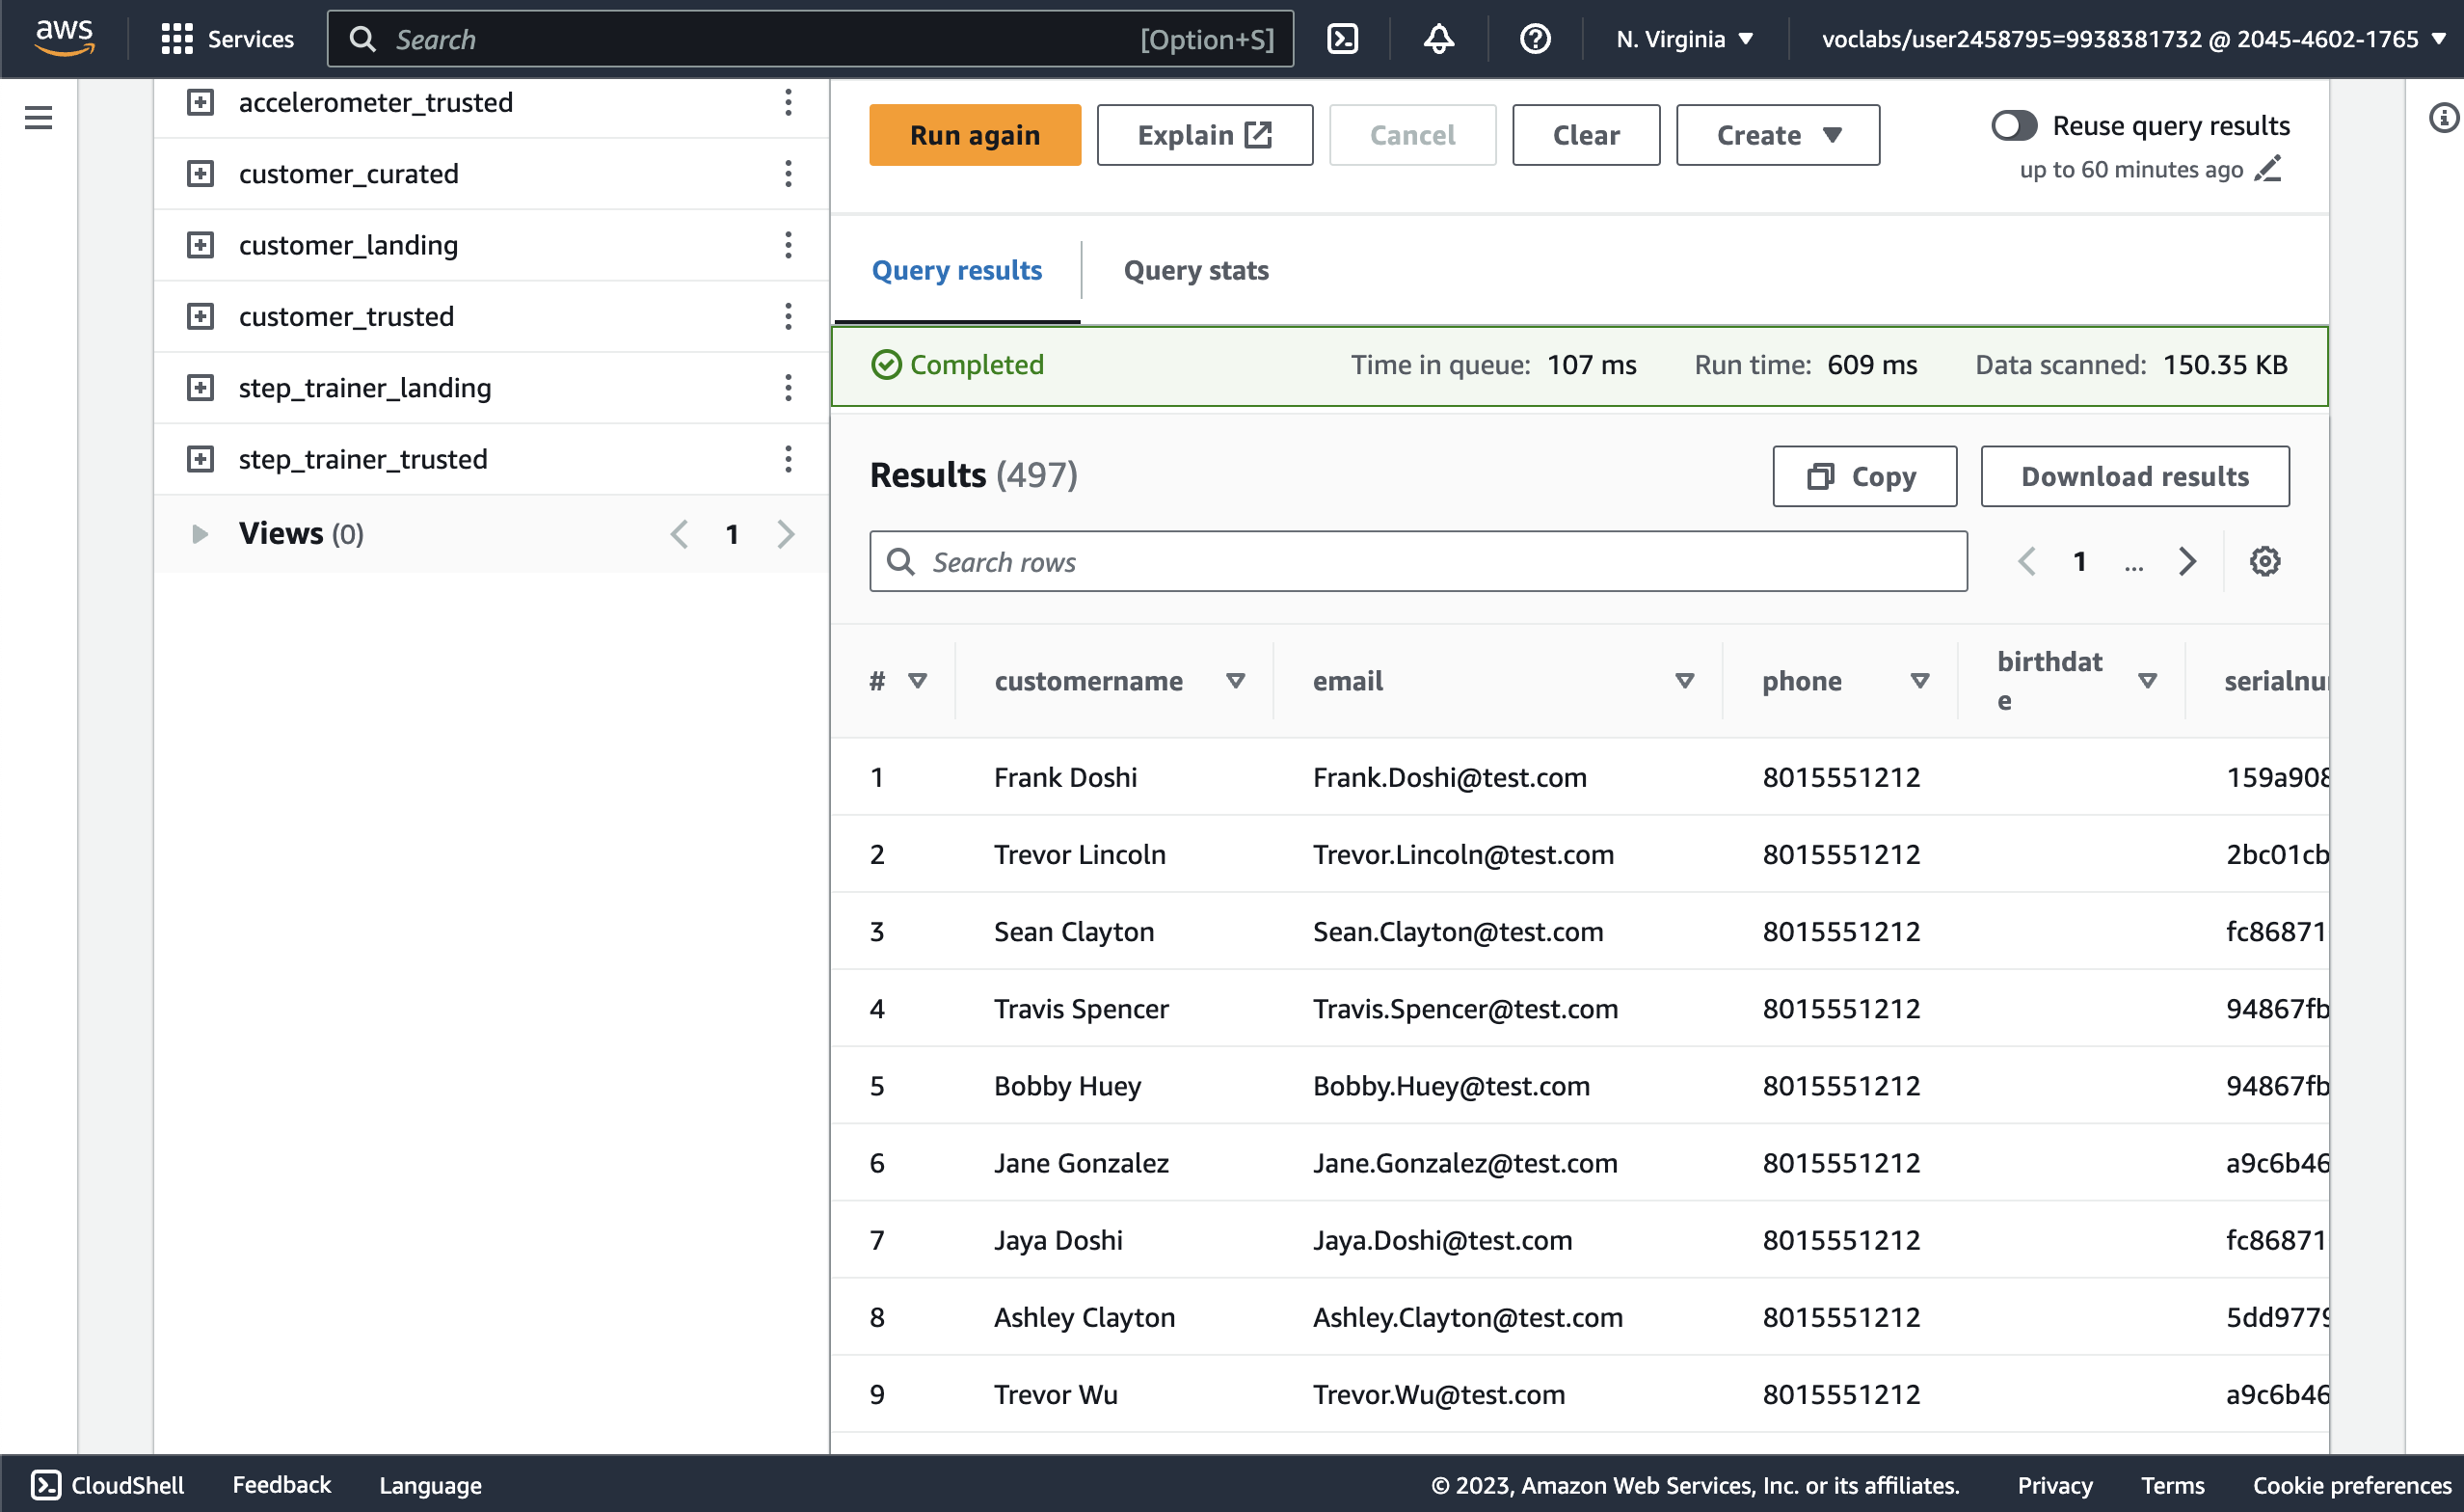 aws
Services
Search
[Option+S]
N. Virginia
voclabs/user2458795=9938381732 @ 2045-4602-1765
accelerometer_trusted
customer_curated
customer_landing
customer_trusted
step_trainer_landing
step_trainer_trusted
Views (0)
1
Run again
Explain
Cancel
Clear
Create
Reuse query results
up to 60 minutes ago
Query results
Query stats
Completed
Time in queue: 107 ms
Run time: 609 ms
Data scanned: 150.35 KB
Results (497)
Copy
Download results
Search rows
1 ...
# customername email phone birthdat
e serialnu
1 Frank Doshi Frank.Doshi@test.com 8015551212 159a908
2 Trevor Lincoln Trevor.Lincoln@test.com 8015551212 2bc01cb
3 Sean Clayton Sean.Clayton@test.com 8015551212 fc86871
4 Travis Spencer Travis.Spencer@test.com 8015551212 94867fb
5 Bobby Huey Bobby.Huey@test.com 8015551212 94867fb
6 Jane Gonzalez Jane.Gonzalez@test.com 8015551212 a9c6b46
7 Jaya Doshi Jaya.Doshi@test.com 8015551212 fc86871
8 Ashley Clayton Ashley.Clayton@test.com 8015551212 5dd9779
9 Trevor Wu Trevor.Wu@test.com 8015551212 a9c6b46
CloudShell
Feedback
Language
© 2023, Amazon Web Services, Inc. or its affiliates.
Privacy
Terms
Cookie preferences